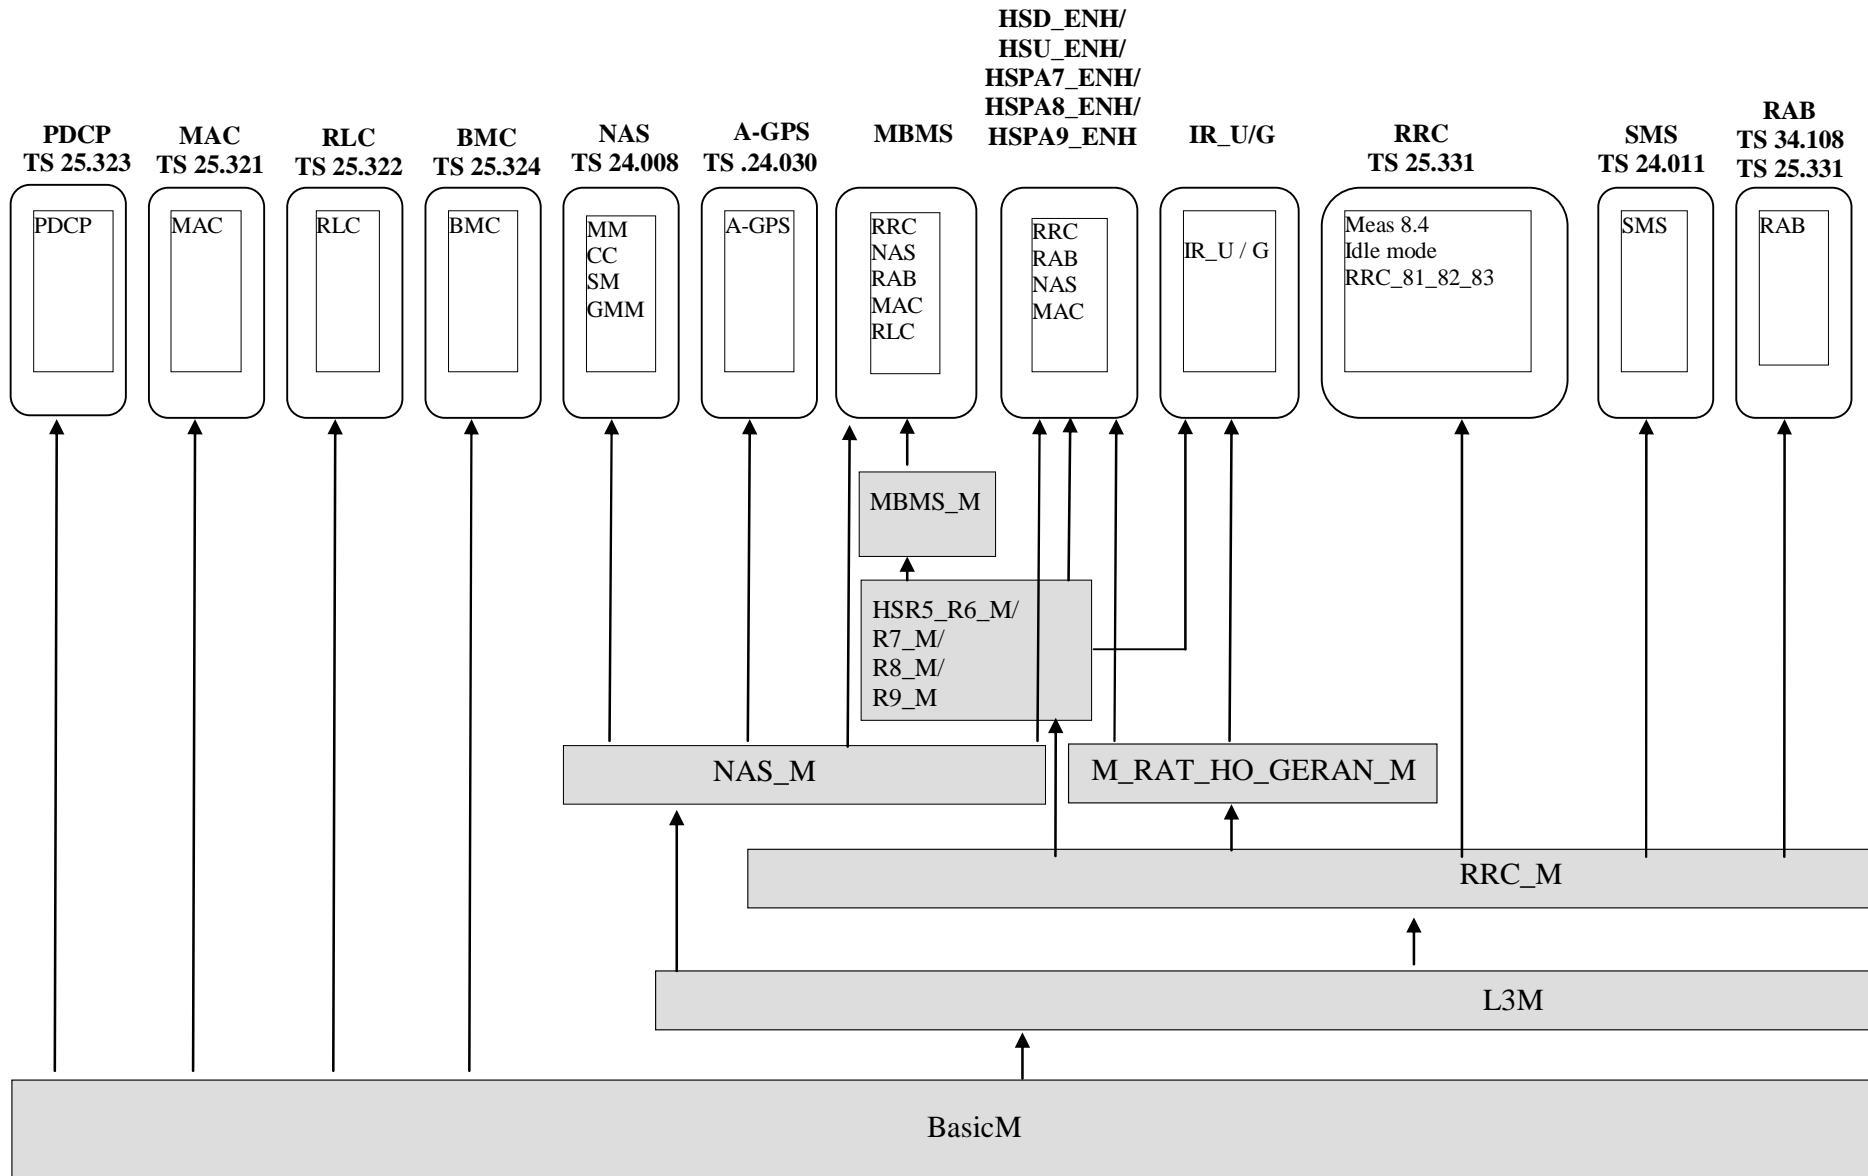 HSD_ENH/
HSU_ENH/
HSPA7_ENH/
HSPA8_ENH/
HSPA9_ENH
PDCP
TS 25.323
MAC
TS 25.321
RLC
TS 25.322
BMC
TS 25.324
NAS
TS 24.008
A-GPS
TS .24.030
MBMS
IR_U/G
RRC
TS 25.331
SMS
TS 24.011
RAB
TS 34.108
TS 25.331
PDCP
MAC
RLC
BMC
MM
CC
SM
GMM
A-GPS
RRC
NAS
RAB
MAC
RLC
RRC
RAB
NAS
MAC
IR_U / G
Meas 8.4
Idle mode
RRC_81_82_83
SMS
RAB
MBMS_M
HSR5_R6_M/
R7_M/
R8_M/
R9_M
NAS_M
M_RAT_HO_GERAN_M
RRC_M
L3M
BasicM